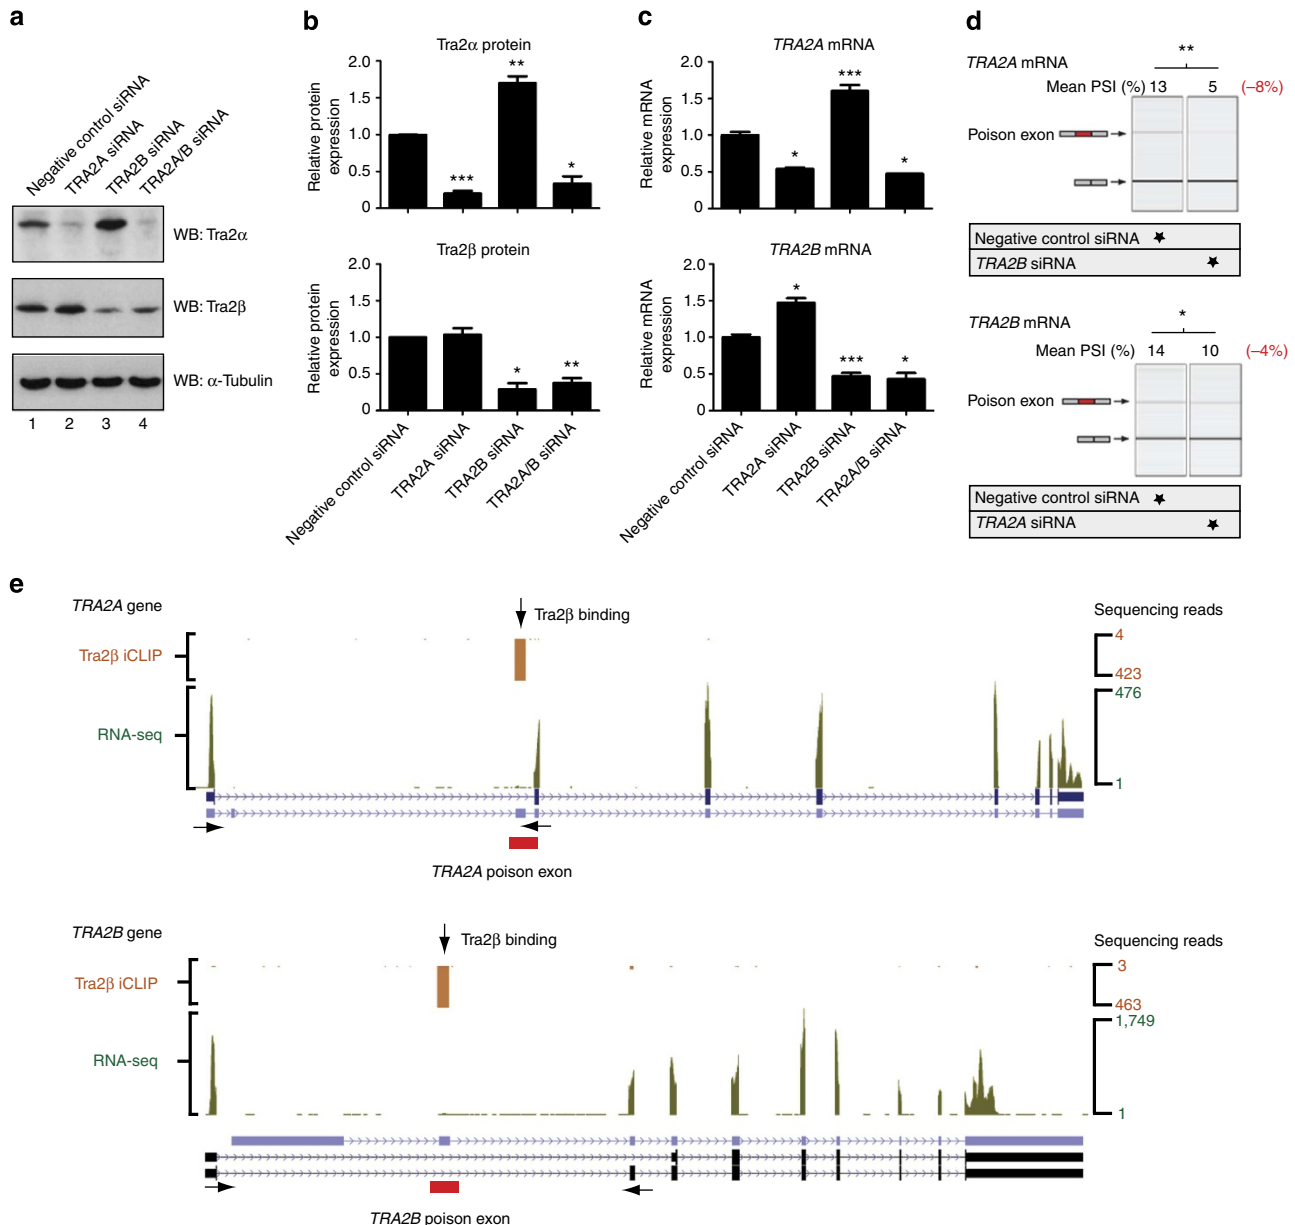 a
Negative control siRNA
TRA2A siRNA
TRA2B siRNA
TRA2A/B siRNA
WB: Tra2α
WB: Tra2β
WB: α-Tubulin
1 2 3 4
b
Tra2α protein
Relative protein expression
2.0
1.5
1.0
0.5
0
***
**
*
Tra2β protein
Relative protein expression
2.0
1.5
1.0
0.5
0
*
**
Negative control siRNA
TRA2A siRNA
TRA2B siRNA
TRA2A/B siRNA
c
TRA2A mRNA
Relative mRNA expression
2.0
1.5
1.0
0.5
0
*
***
*
TRA2B mRNA
Relative mRNA expression
2.0
1.5
1.0
0.5
0
*
***
*
Negative control siRNA
TRA2A siRNA
TRA2B siRNA
TRA2A/B siRNA
d
**
TRA2A mRNA
Mean PSI (%) 13 5 (–8%)
Poison exon
Negative control siRNA ★
TRA2B siRNA ★
*
TRA2B mRNA
Mean PSI (%) 14 10 (–4%)
Poison exon
Negative control siRNA ★
TRA2A siRNA ★
e
TRA2A gene
Tra2β binding
Sequencing reads
Tra2β iCLIP
4
423
RNA-seq
476
1
TRA2A poison exon
TRA2B gene
Tra2β binding
Sequencing reads
Tra2β iCLIP
3
463
RNA-seq
1,749
1
TRA2B poison exon